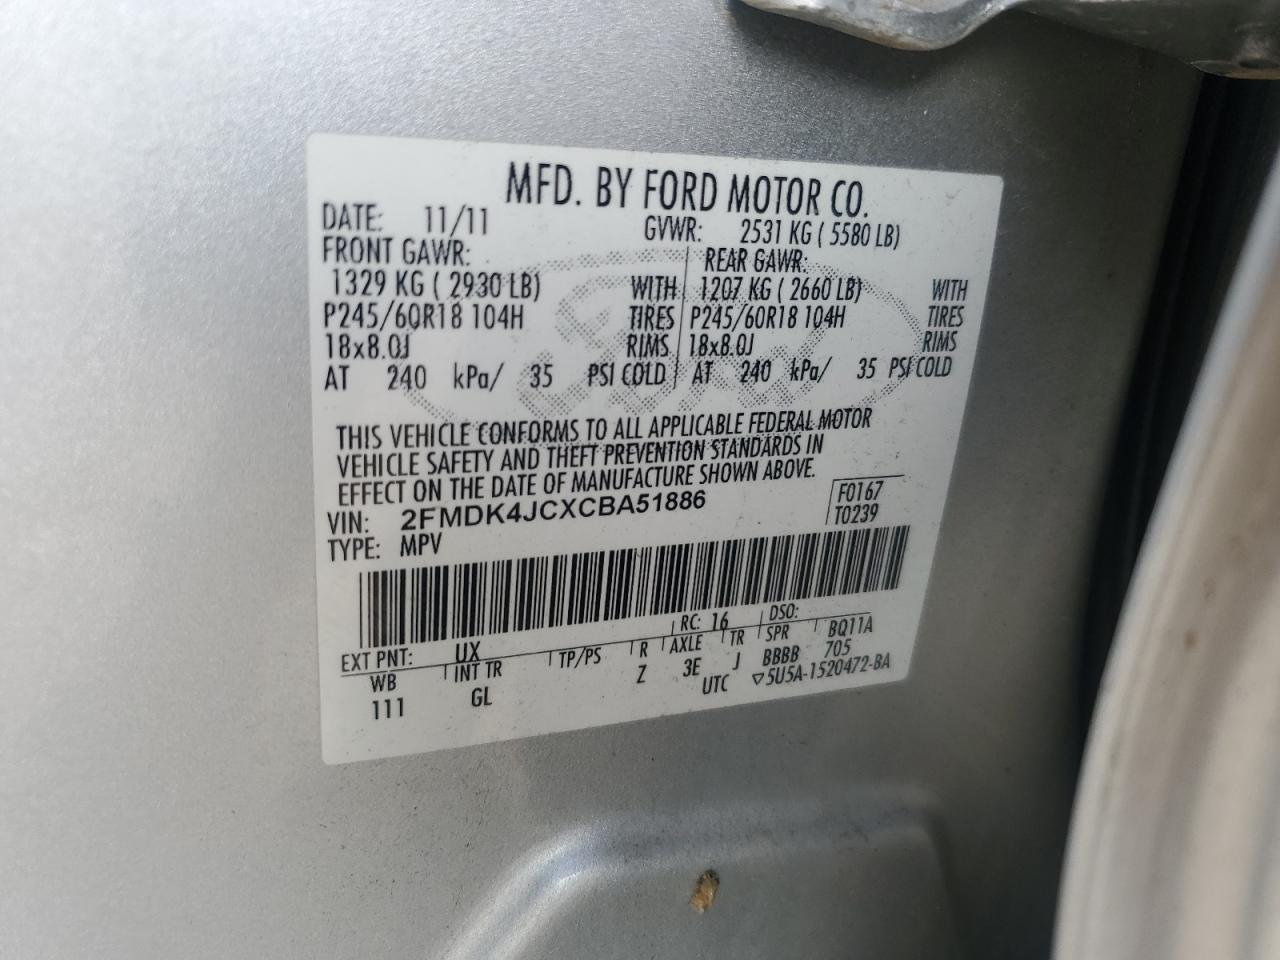 MFD. BY FORD MOTOR CO.
DATE: 11/11 GVWR: 2531 KG ( 5580 LB)
FRONT GAWR: REAR GAWR:
1329 KG ( 2930 LB) WITH 1207 KG ( 2660 LB) WITH
P245/60R18 104H TIRES P245/60R18 104H TIRES
18x8.0J RIMS 18x8.0J RIMS
AT 240 kPa/ 35 PSI COLD AT 240 kPa/ 35 PSI COLD
THIS VEHICLE CONFORMS TO ALL APPLICABLE FEDERAL MOTOR
VEHICLE SAFETY AND THEFT PREVENTION STANDARDS IN
EFFECT ON THE DATE OF MANUFACTURE SHOWN ABOVE.
VIN: 2FMDK4JCXCBA51886 F0167
TYPE: MPV T0239
EXT PNT: UX RC: 16 DSO:
WB INT TR TP/PS R AXLE TR SPR BQ11A
111 GL Z 3E J BBBB 705
UTC ▽5U5A-1520472-BA